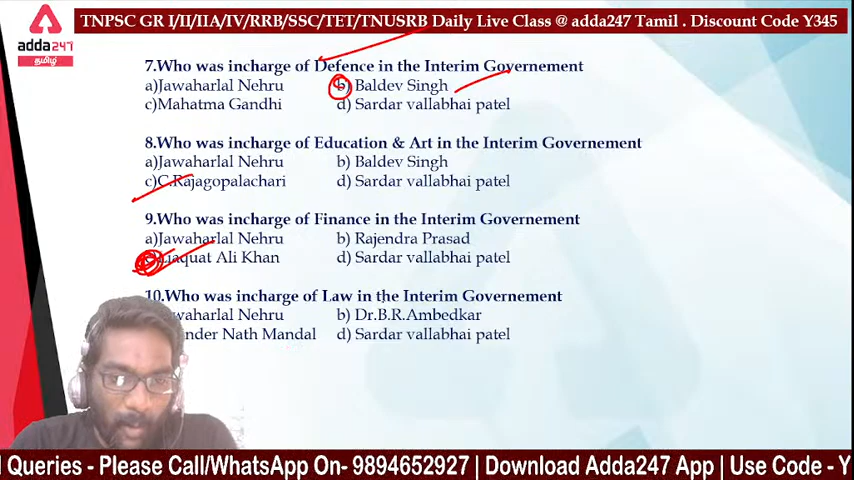 TNPSC GR I/II/IIA/IV/RRB/SSC/TET/TNUSRB Daily Live Class @ adda247 Tamil . Discount Code Y345
adda247
தமிழ்
7.Who was incharge of Defence in the Interim Governement
a)Jawaharlal Nehru b) Baldev Singh
c)Mahatma Gandhi d) Sardar vallabhai patel
8.Who was incharge of Education & Art in the Interim Governement
a)Jawaharlal Nehru b) Baldev Singh
c)C.Rajagopalachari d) Sardar vallabhai patel
9.Who was incharge of Finance in the Interim Governement
a)Jawaharlal Nehru b) Rajendra Prasad
Liaquat Ali Khan d) Sardar vallabhai patel
10.Who was incharge of Law in the Interim Governement
Nehru b) Dr.B.R.Ambedkar
Nath Mandal d) Sardar vallabhai patel
Queries - Please Call/WhatsApp On- 9894652927 | Download Adda247 App | Use Code - Y